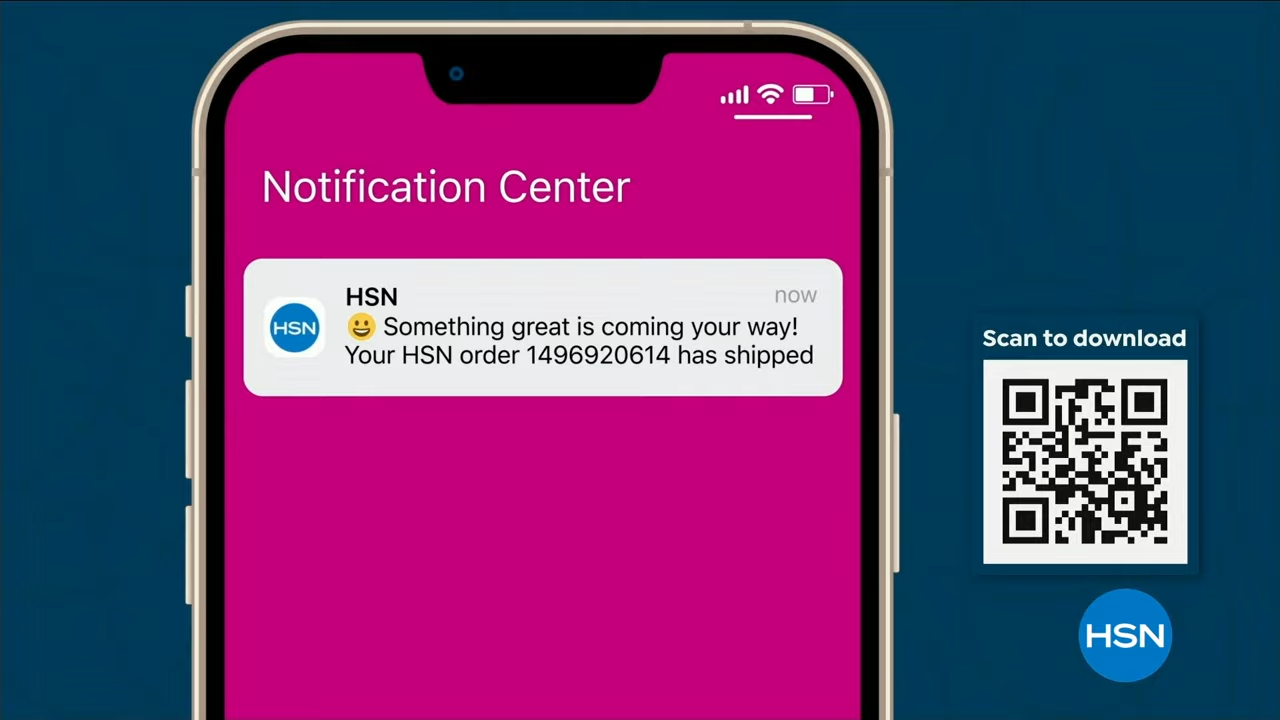 Notification Center
HSN
now
HSN
😀 Something great is coming your way!
Your HSN order 1496920614 has shipped
Scan to download
HSN